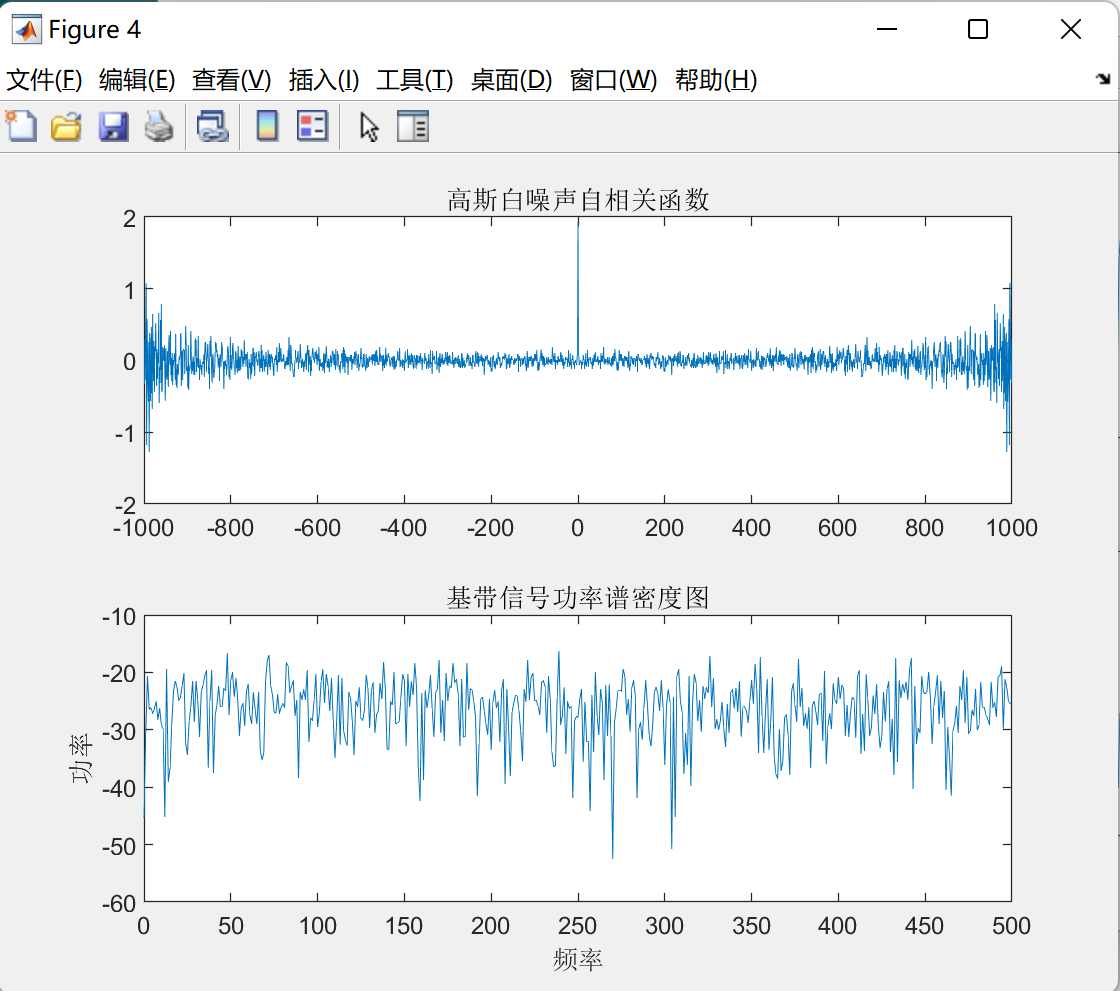 Figure 4
文件(F) 编辑(E) 查看(V) 插入(I) 工具(T) 桌面(D) 窗口(W) 帮助(H)
高斯白噪声自相关函数
2
1
0
-1
-2
-1000 -800 -600 -400 -200 0 200 400 600 800 1000
基带信号功率谱密度图
-10
-20
-30
-40
-50
-60
功率
0 50 100 150 200 250 300 350 400 450 500
频率